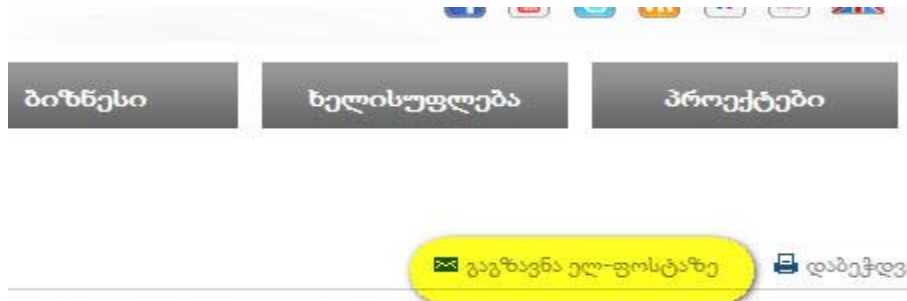 ბიზნესი ხელისუფლება პროექტები
გაგზავნა ელ-ფოსტაზე დაბეჭდვ